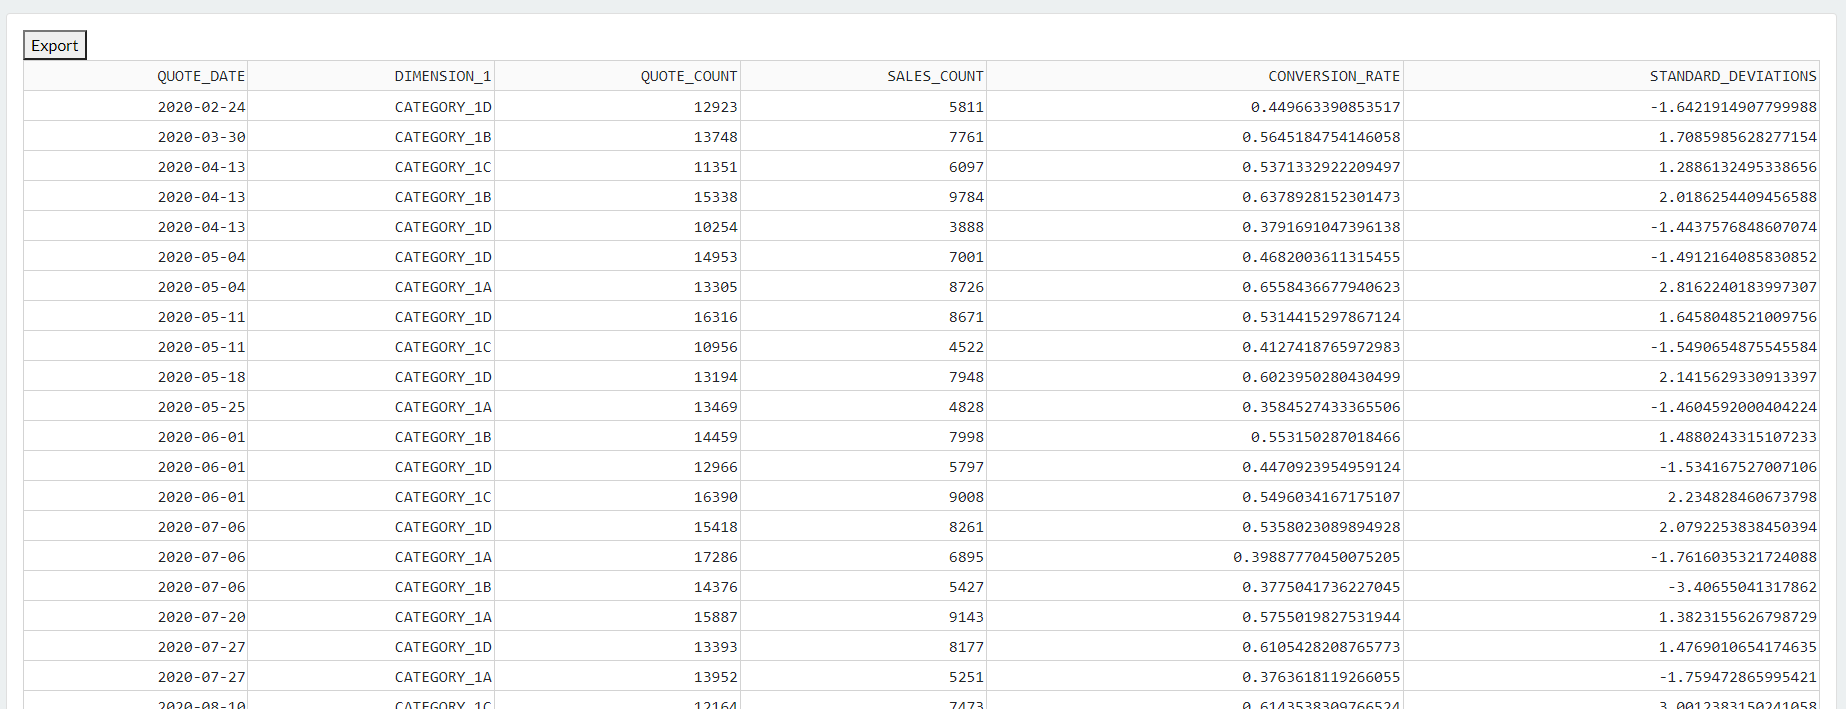 Export
QUOTE_DATE DIMENSION_1 QUOTE_COUNT SALES_COUNT CONVERSION_RATE STANDARD_DEVIATIONS
2020-02-24 CATEGORY_1D 12923 5811 0.449663390853517 -1.6421914907799988
2020-03-30 CATEGORY_1B 13748 7761 0.5645184754146058 1.7085985628277154
2020-04-13 CATEGORY_1C 11351 6097 0.5371332922209497 1.2886132495338656
2020-04-13 CATEGORY_1B 15338 9784 0.6378928152301473 2.0186254409456588
2020-04-13 CATEGORY_1D 10254 3888 0.3791691047396138 -1.4437576848607074
2020-05-04 CATEGORY_1D 14953 7001 0.4682003611315455 -1.4912164085830852
2020-05-04 CATEGORY_1A 13305 8726 0.6558436677940623 2.8162240183997307
2020-05-11 CATEGORY_1D 16316 8671 0.5314415297867124 1.6458048521009756
2020-05-11 CATEGORY_1C 10956 4522 0.4127418765972983 -1.5490654875545584
2020-05-18 CATEGORY_1D 13194 7948 0.6023950280430499 2.1415629330913397
2020-05-25 CATEGORY_1A 13469 4828 0.3584527433365506 -1.4604592000404224
2020-06-01 CATEGORY_1B 14459 7998 0.553150287018466 1.4880243315107233
2020-06-01 CATEGORY_1D 12966 5797 0.4470923954959124 -1.534167527007106
2020-06-01 CATEGORY_1C 16390 9008 0.5496034167175107 2.234828460673798
2020-07-06 CATEGORY_1D 15418 8261 0.5358023089894928 2.0792253838450394
2020-07-06 CATEGORY_1A 17286 6895 0.39887770450075205 -1.7616035321724088
2020-07-06 CATEGORY_1B 14376 5427 0.3775041736227045 -3.40655041317862
2020-07-20 CATEGORY_1A 15887 9143 0.5755019827531944 1.3823155626798729
2020-07-27 CATEGORY_1D 13393 8177 0.6105428208765773 1.4769010654174635
2020-07-27 CATEGORY_1A 13952 5251 0.3763618119266055 -1.759472865995421
2020-08-10 CATEGORY_1C 12164 7473 0.6143538309766524 3.0012383150241058